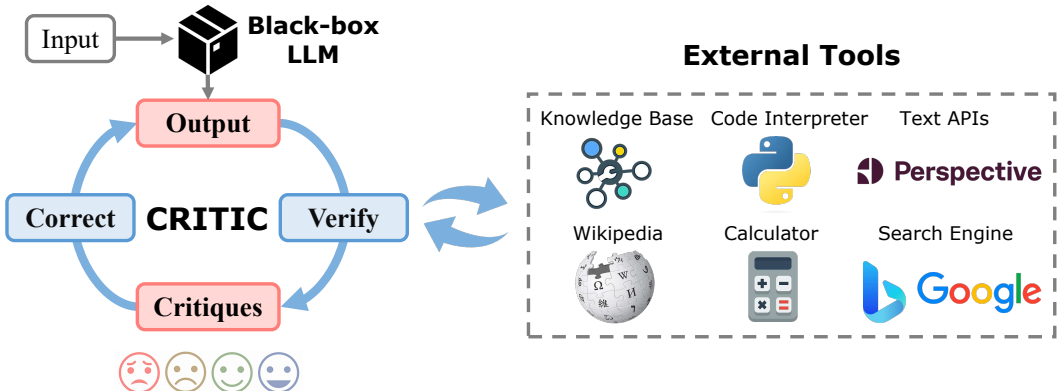 Input
Black-box
LLM
Output
Correct
CRITIC
Verify
Critiques
External Tools
Knowledge Base
Code Interpreter
Text APIs
Perspective
Wikipedia
Calculator
Search Engine
Ω
W
И
Google